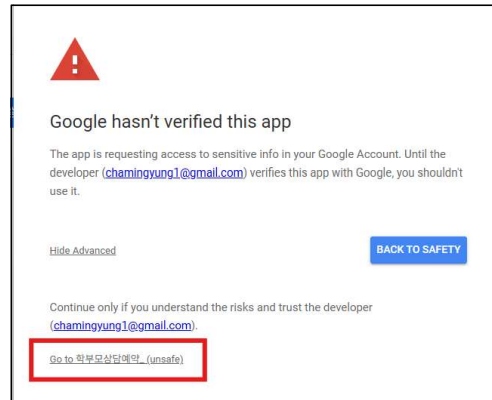 Google hasn’t verified this app
The app is requesting access to sensitive info in your Google Account. Until the
developer (chamingyung1@gmail.com) verifies this app with Google, you shouldn't
use it.
Hide Advanced
BACK TO SAFETY
Continue only if you understand the risks and trust the developer
(chamingyung1@gmail.com).
Go to 학부모상담예약_ (unsafe)